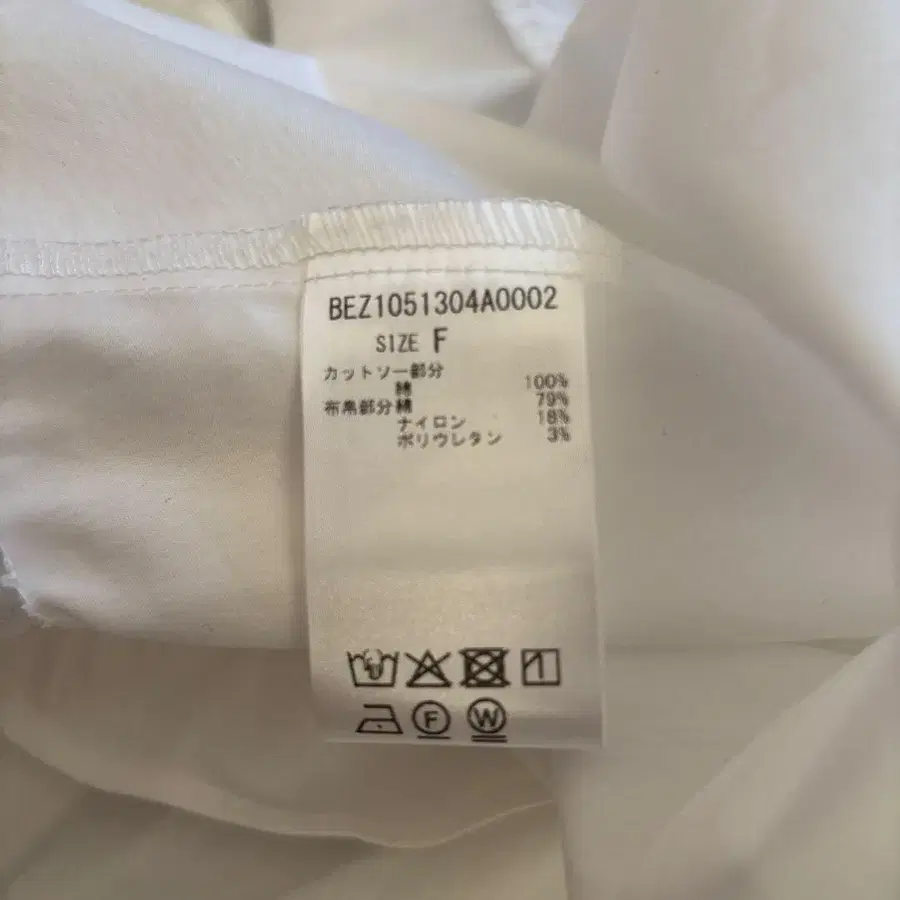 BEZ1051304A0002
SIZE F
カットソー部分
綿 100%
布帛部分 綿 79%
ナイロン 18%
ポリウレタン 3%
F W